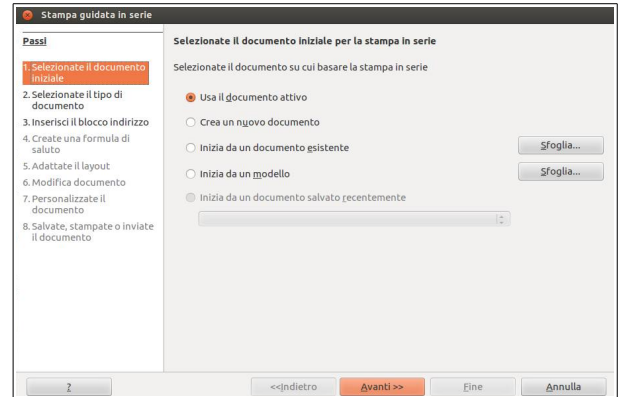 Stampa guidata in serie
Passi
1. Selezionate il documento
iniziale
2. Selezionate il tipo di
documento
3. Inserisci il blocco indirizzo
4. Create una formula di
saluto
5. Adattate il layout
6. Modifica documento
7. Personalizzate il
documento
8. Salvate, stampate o inviate
il documento
Selezionate il documento iniziale per la stampa in serie
Selezionate il documento su cui basare la stampa in serie
Usa il documento attivo
Crea un nuovo documento
Inizia da un documento esistente
Sfoglia...
Inizia da un modello
Sfoglia...
Inizia da un documento salvato recentemente
?
<<Indietro
Avanti >>
Fine
Annulla